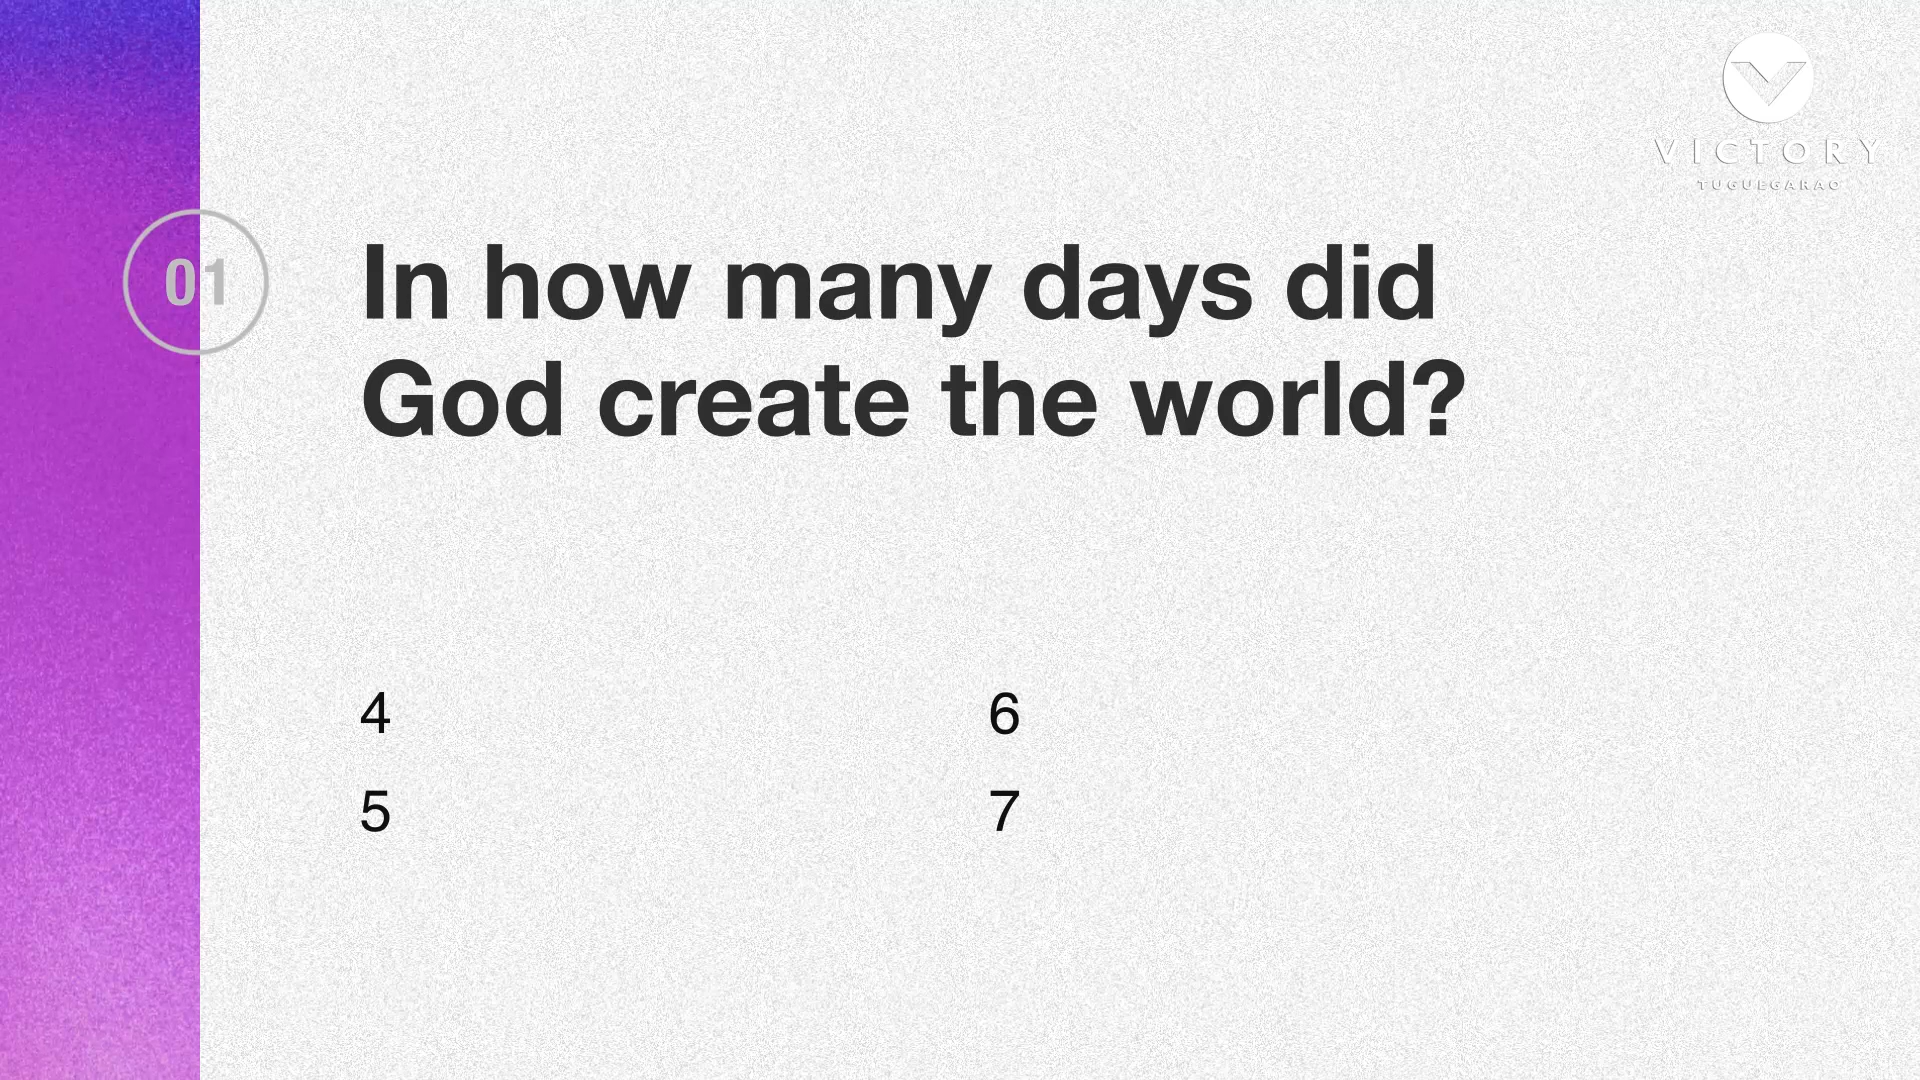 VICTORY
TUGUEGARAO
01
In how many days did
God create the world?
4
5
6
7